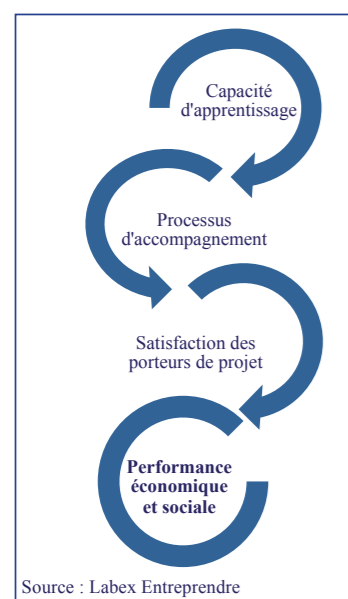 Capacité
d'apprentissage
Processus
d'accompagnement
Satisfaction des
porteurs de projet
Performance
économique
et sociale
Source : Labex Entreprendre